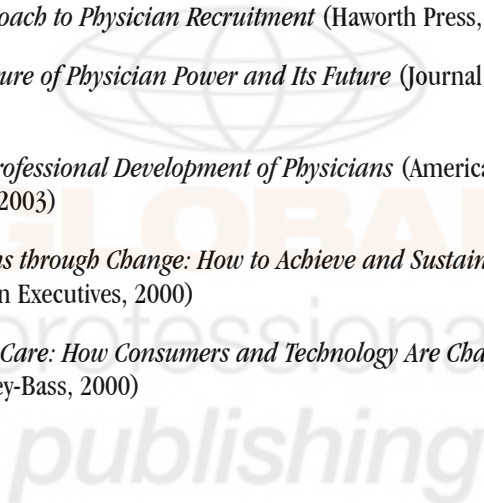 oach to Physician Recruitment (Haworth Press,
ure of Physician Power and Its Future (Journal
rofessional Development of Physicians (America
2003)
ns through Change: How to Achieve and Sustain
n Executives, 2000)
Care: How Consumers and Technology Are Cha
ey-Bass, 2000)
GLOBAL
professional
publishing